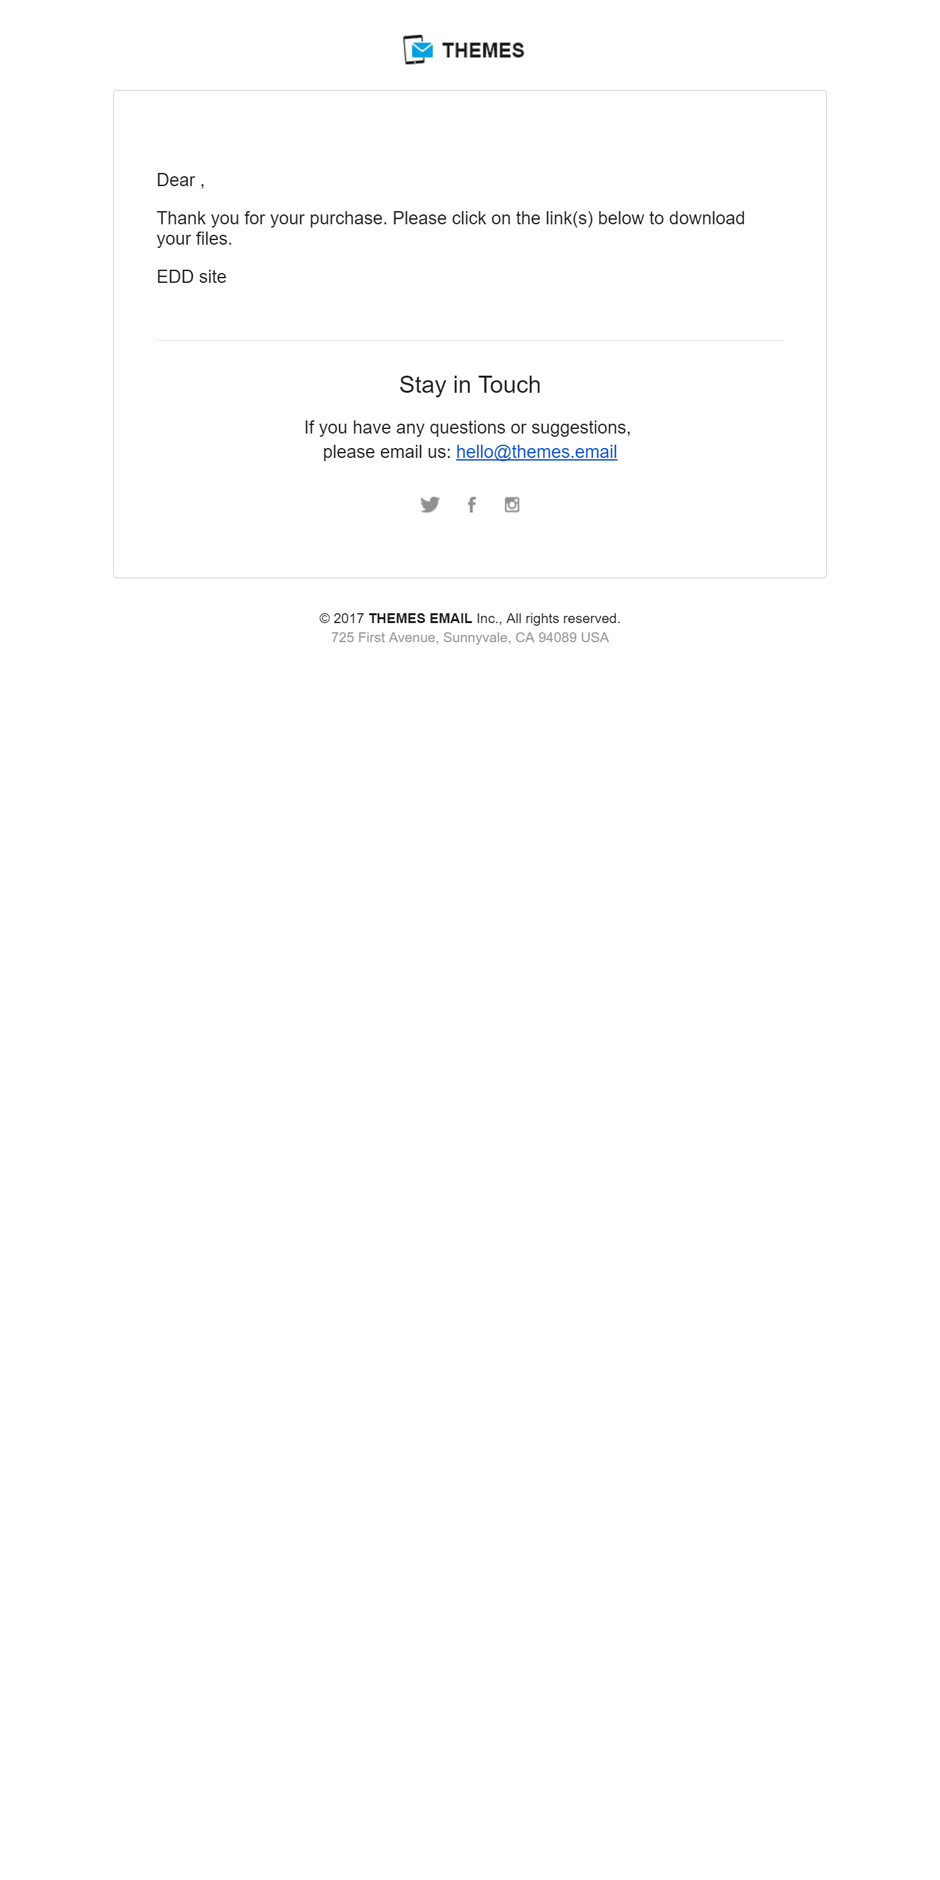 THEMES
Dear ,
Thank you for your purchase. Please click on the link(s) below to download
your files.
EDD site
Stay in Touch
If you have any questions or suggestions,
please email us: hello@themes.email
© 2017 THEMES EMAIL Inc., All rights reserved.
725 First Avenue, Sunnyvale, CA 94089 USA